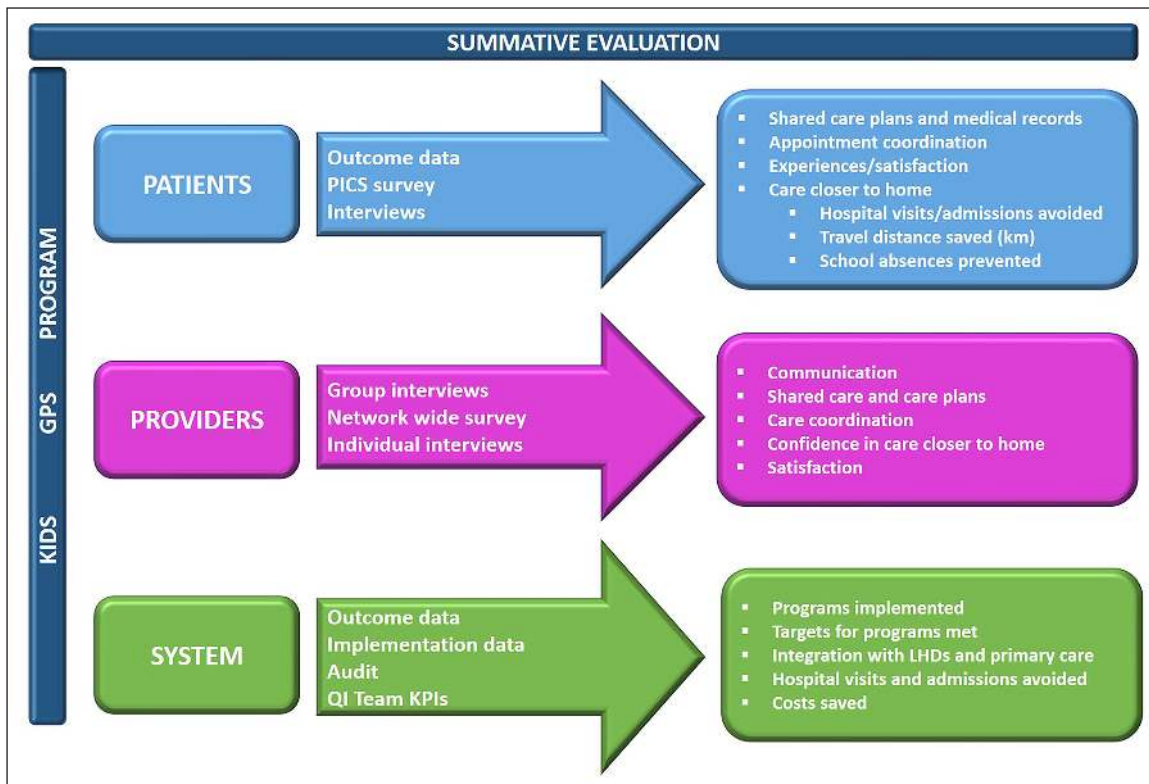 SUMMATIVE EVALUATION
KIDS GPS PROGRAM
PATIENTS
Outcome data
PICS survey
Interviews
▪ Shared care plans and medical records
▪ Appointment coordination
▪ Experiences/satisfaction
▪ Care closer to home
▪ Hospital visits/admissions avoided
▪ Travel distance saved (km)
▪ School absences prevented
PROVIDERS
Group interviews
Network wide survey
Individual interviews
▪ Communication
▪ Shared care and care plans
▪ Care coordination
▪ Confidence in care closer to home
▪ Satisfaction
SYSTEM
Outcome data
Implementation data
Audit
QI Team KPIs
▪ Programs implemented
▪ Targets for programs met
▪ Integration with LHDs and primary care
▪ Hospital visits and admissions avoided
▪ Costs saved